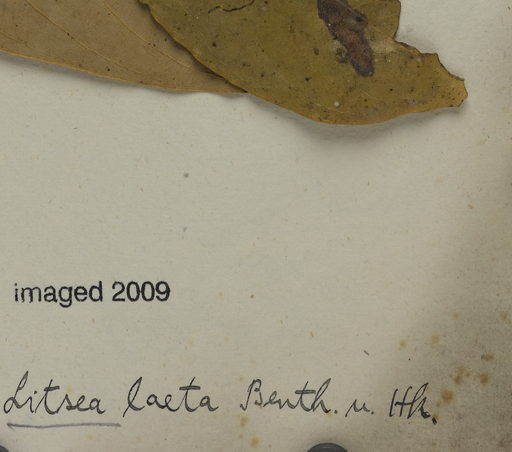 imaged 2009
Litsea laeta Benth. u. Hk.